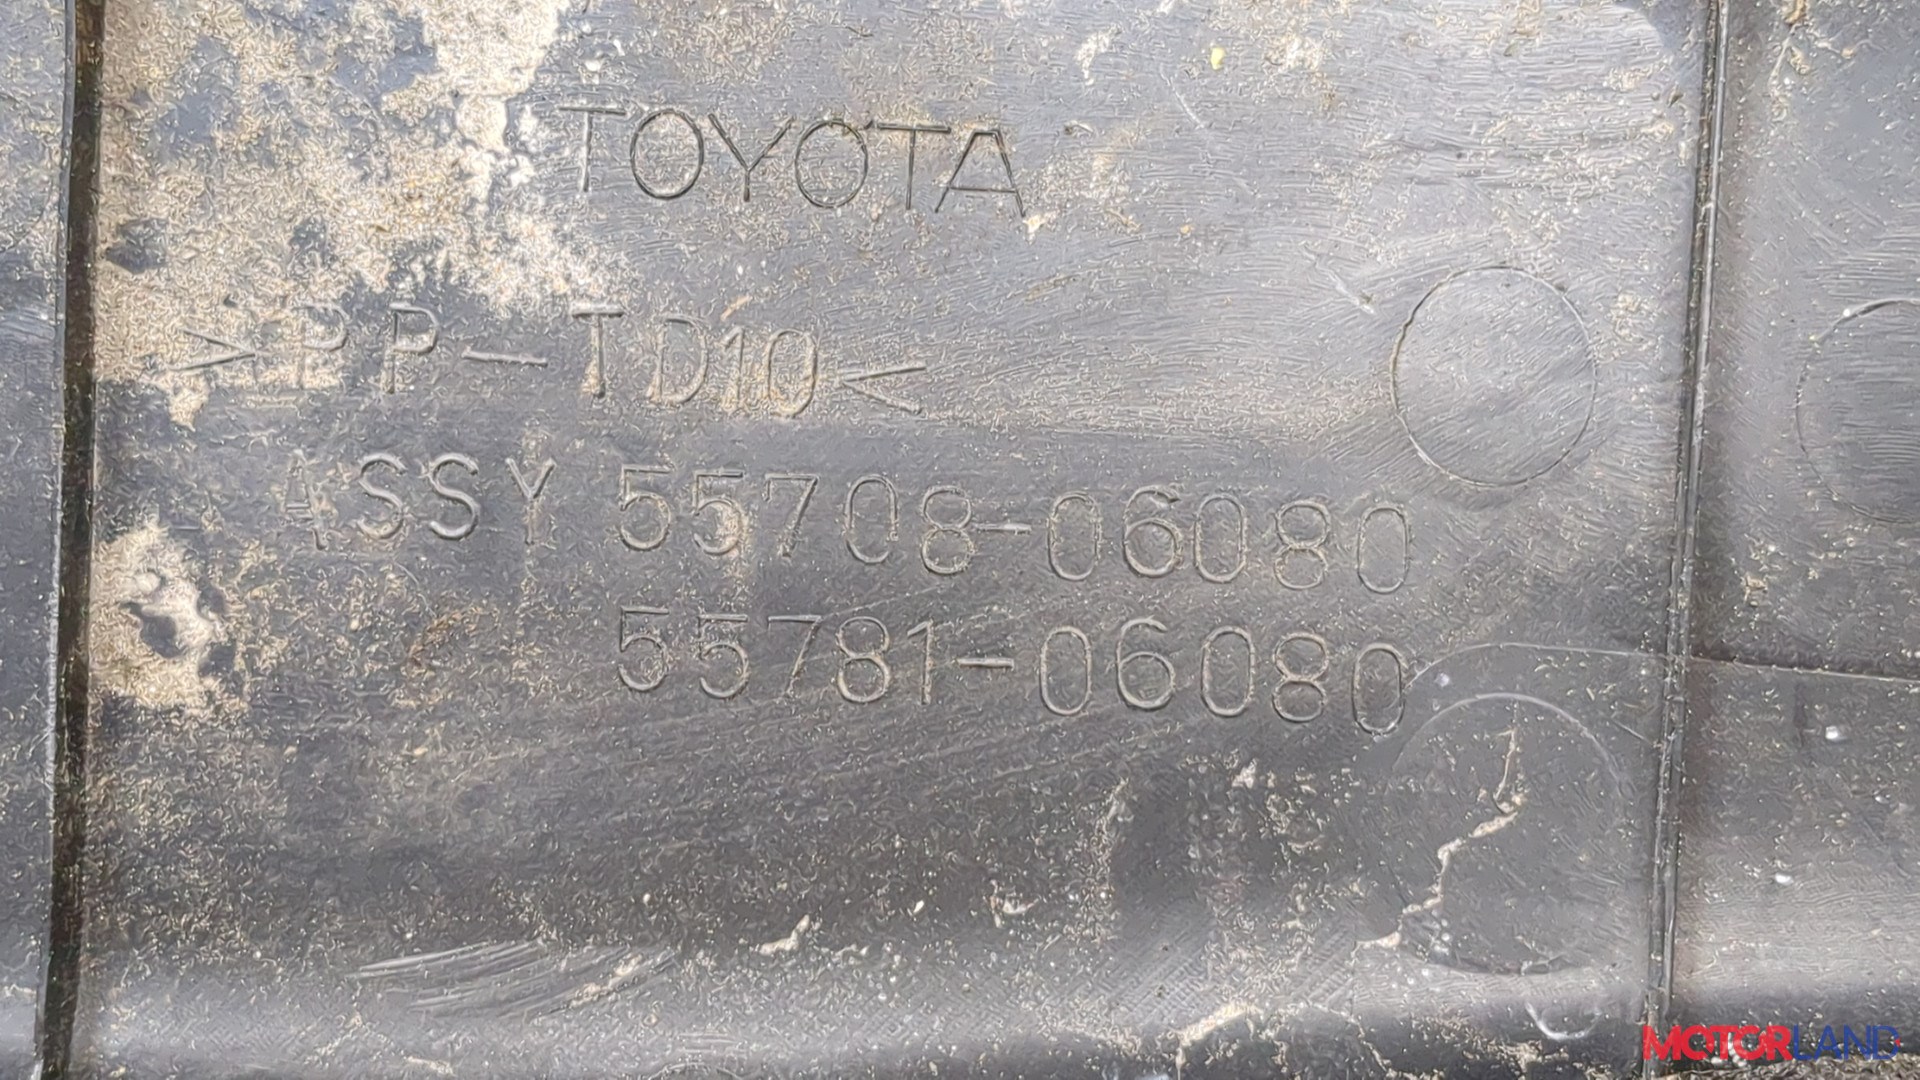 TOYOTA
>PP-TD10<
ASSY 55708-06080
55781-06080
MOTORLAND